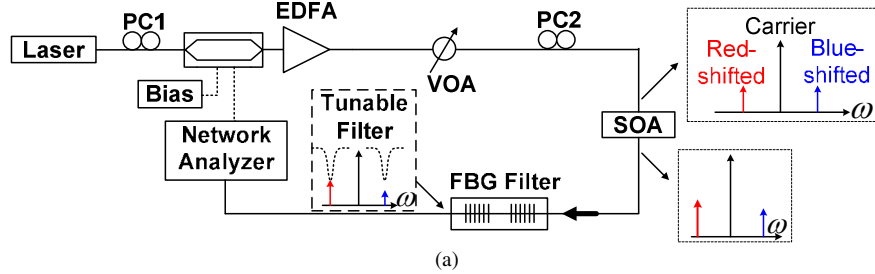 PC1
EDFA
PC2
Laser
VOA
Bias
Network
Analyzer
Tunable
Filter
ω
FBG Filter
SOA
Carrier
Red-
shifted
Blue-
shifted
ω
ω
(a)